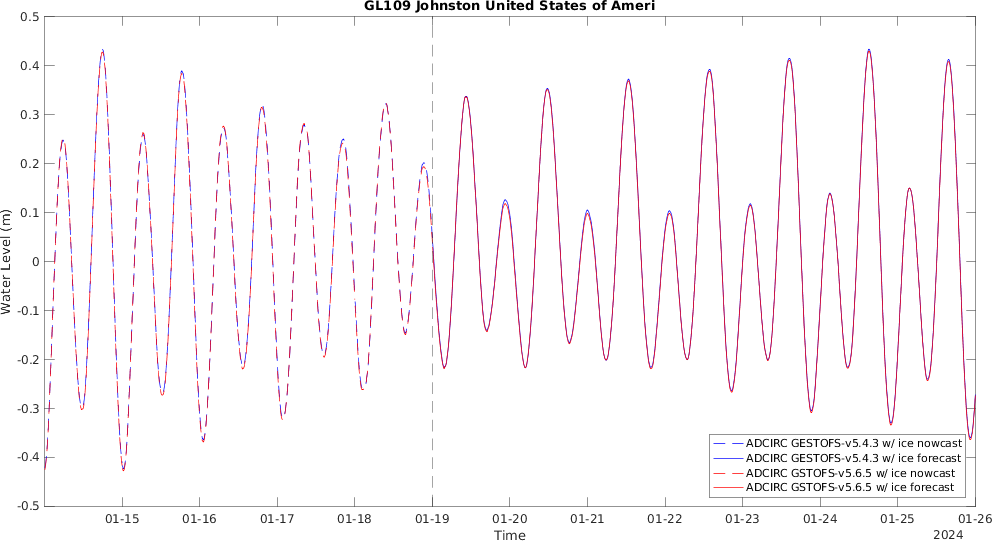 GL109 Johnston United States of Ameri
Water Level (m)
0.5
0.4
0.3
0.2
0.1
0
-0.1
-0.2
-0.3
-0.4
-0.5
ADCIRC GESTOFS-v5.4.3 w/ ice nowcast
ADCIRC GESTOFS-v5.4.3 w/ ice forecast
ADCIRC GSTOFS-v5.6.5 w/ ice nowcast
ADCIRC GSTOFS-v5.6.5 w/ ice forecast
01-15 01-16 01-17 01-18 01-19 01-20 01-21 01-22 01-23 01-24 01-25 01-26
Time
2024